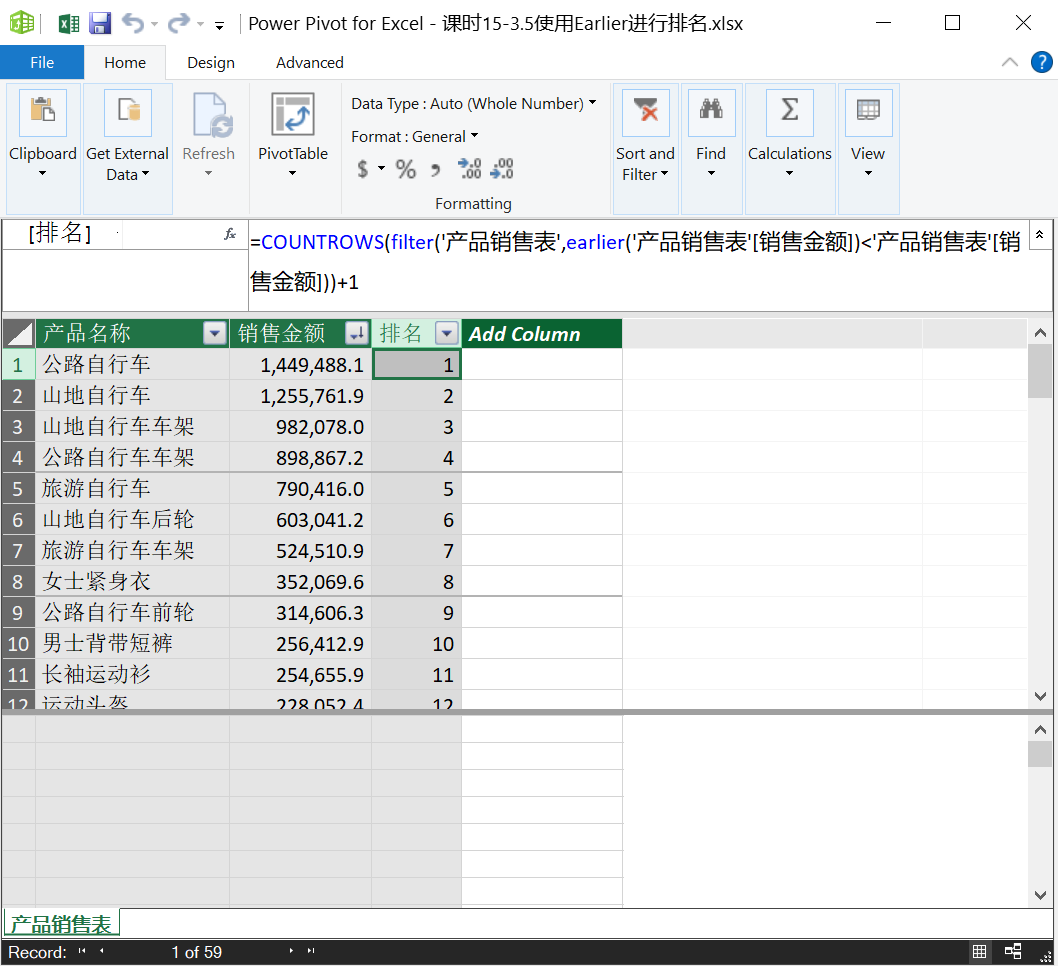 Power Pivot for Excel - 课时15-3.5使用Earlier进行排名.xlsx
File Home Design Advanced ?
Clipboard
Get External Data
Refresh
PivotTable
Data Type : Auto (Whole Number)
Format : General
$ % , .00 .00
Formatting
Sort and Filter
Find
Calculations
View
[排名] fx =COUNTROWS(filter('产品销售表',earlier('产品销售表'[销售金额])<'产品销售表'[销
售金额]))+1
产品名称 销售金额 排名 Add Column
1 公路自行车 1,449,488.1 1
2 山地自行车 1,255,761.9 2
3 山地自行车车架 982,078.0 3
4 公路自行车车架 898,867.2 4
5 旅游自行车 790,416.0 5
6 山地自行车后轮 603,041.2 6
7 旅游自行车车架 524,510.9 7
8 女士紧身衣 352,069.6 8
9 公路自行车前轮 314,606.3 9
10 男士背带短裤 256,412.9 10
11 长袖运动衫 254,655.9 11
12 运动头盔 228,052.4 12
产品销售表
Record: 1 of 59